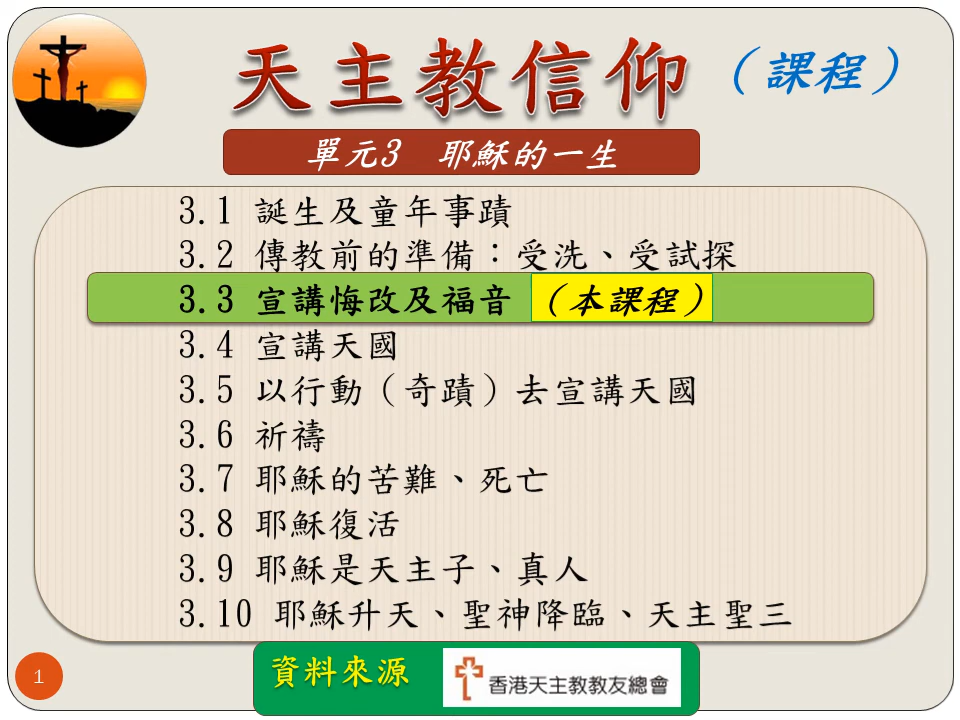 天主教信仰 （課程）
單元3　耶穌的一生
3.1 誕生及童年事蹟
3.2 傳教前的準備：受洗、受試探
3.3 宣講悔改及福音 （本課程）
3.4 宣講天國
3.5 以行動（奇蹟）去宣講天國
3.6 祈禱
3.7 耶穌的苦難、死亡
3.8 耶穌復活
3.9 耶穌是天主子、真人
3.10 耶穌升天、聖神降臨、天主聖三
資料來源 香港天主教教友總會
1